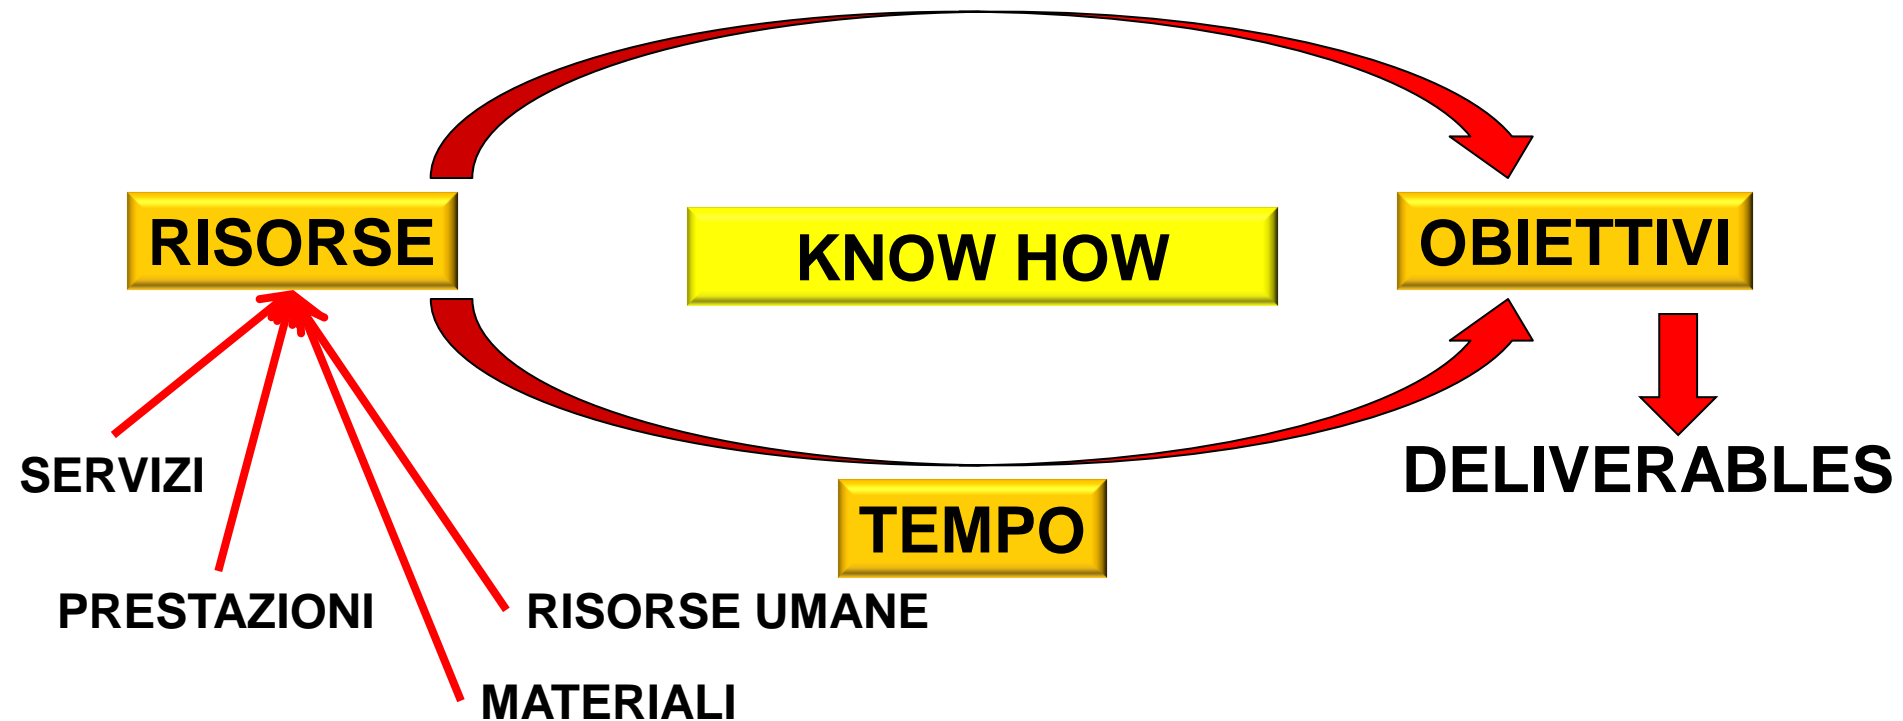 RISORSE
KNOW HOW
OBIETTIVI
SERVIZI
DELIVERABLES
TEMPO
PRESTAZIONI
RISORSE UMANE
MATERIALI